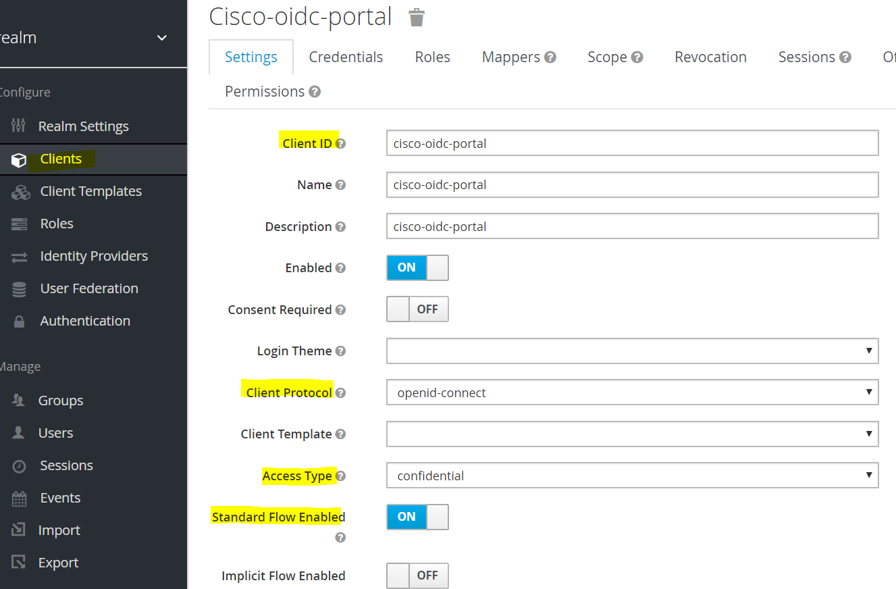 Cisco-oidc-portal
realm
Settings Credentials Roles Mappers Scope Revocation Sessions
Permissions
Configure
Realm Settings
Clients
Client Templates
Roles
Identity Providers
User Federation
Authentication
Manage
Groups
Users
Sessions
Events
Import
Export
Client ID cisco-oidc-portal
Name cisco-oidc-portal
Description cisco-oidc-portal
Enabled ON
Consent Required OFF
Login Theme
Client Protocol openid-connect
Client Template
Access Type confidential
Standard Flow Enabled ON
Implicit Flow Enabled OFF